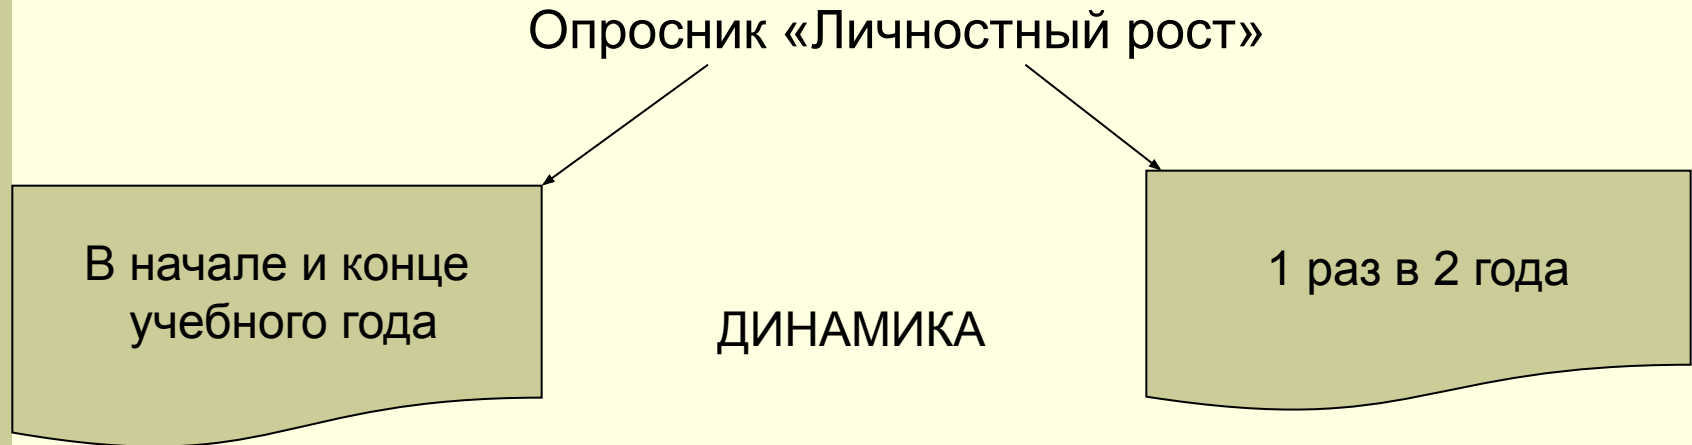 Опросник «Личностный рост»
В начале и конце
учебного года
ДИНАМИКА
1 раз в 2 года